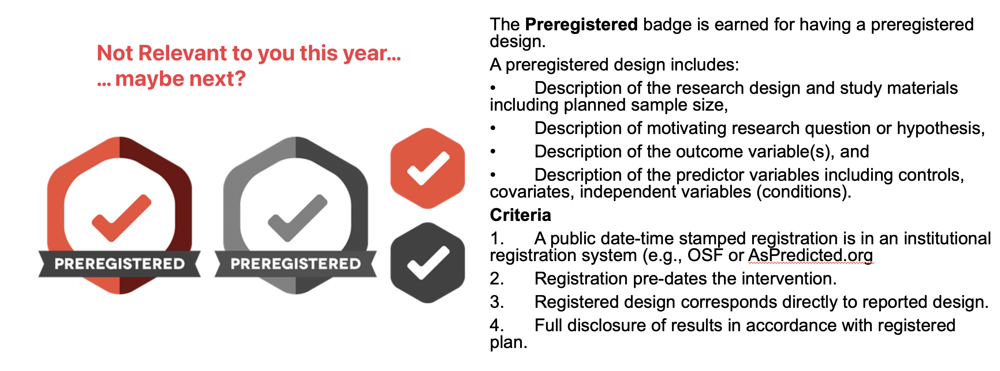 Not Relevant to you this year...
... maybe next?
PREREGISTERED
PREREGISTERED
The Preregistered badge is earned for having a preregistered
design.
A preregistered design includes:
• Description of the research design and study materials
including planned sample size,
• Description of motivating research question or hypothesis,
• Description of the outcome variable(s), and
• Description of the predictor variables including controls,
covariates, independent variables (conditions).
Criteria
1. A public date-time stamped registration is in an institutional
registration system (e.g., OSF or AsPredicted.org
2. Registration pre-dates the intervention.
3. Registered design corresponds directly to reported design.
4. Full disclosure of results in accordance with registered
plan.